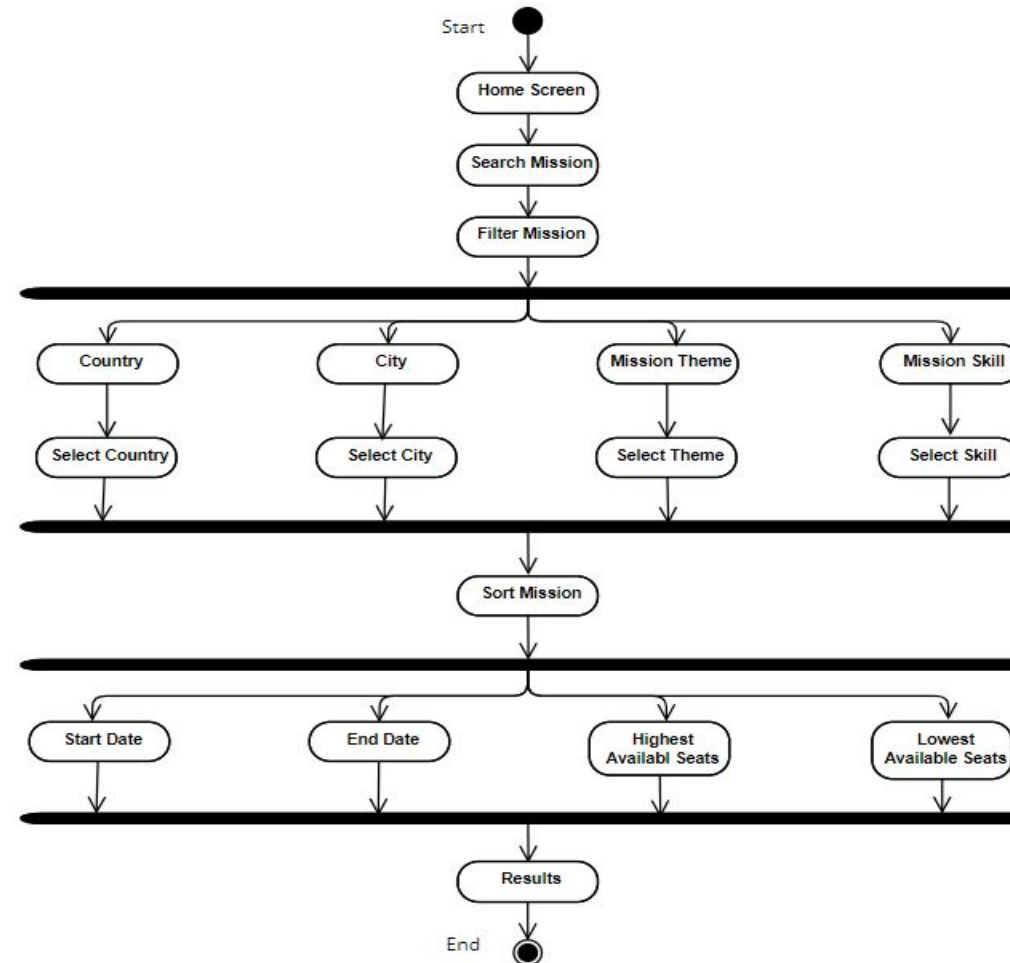 Start
Home Screen
Search Mission
Filter Mission
Country
City
Mission Theme
Mission Skill
Select Country
Select City
Select Theme
Select Skill
Sort Mission
Start Date
End Date
Highest
Availabl Seats
Lowest
Available Seats
Results
End